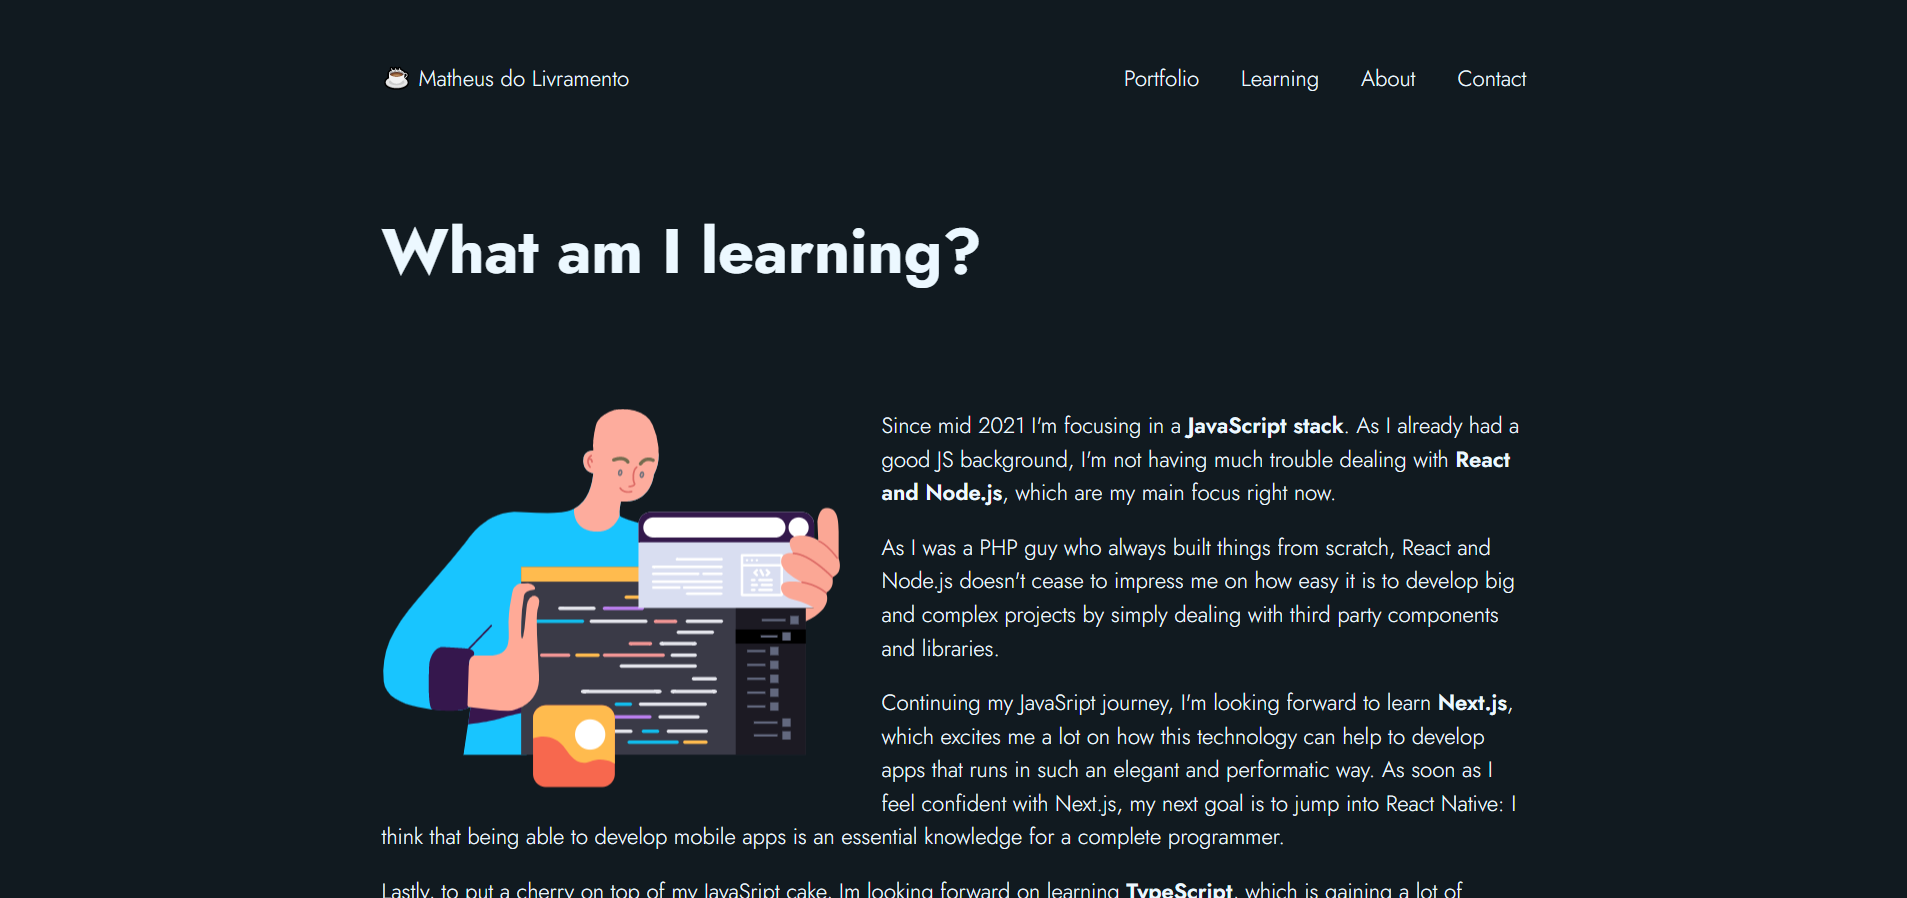 Matheus do Livramento
Portfolio Learning About Contact
What am I learning?
Since mid 2021 I'm focusing in a JavaScript stack. As I already had a
good JS background, I'm not having much trouble dealing with React
and Node.js, which are my main focus right now.
As I was a PHP guy who always built things from scratch, React and
Node.js doesn't cease to impress me on how easy it is to develop big
and complex projects by simply dealing with third party components
and libraries.
Continuing my JavaSript journey, I'm looking forward to learn Next.js,
which excites me a lot on how this technology can help to develop
apps that runs in such an elegant and performatic way. As soon as I
feel confident with Next.js, my next goal is to jump into React Native: I
think that being able to develop mobile apps is an essential knowledge for a complete programmer.
Lastly, to put a cherry on top of my JavaSript cake, Im looking forward on learning TypeScript, which is gaining a lot of